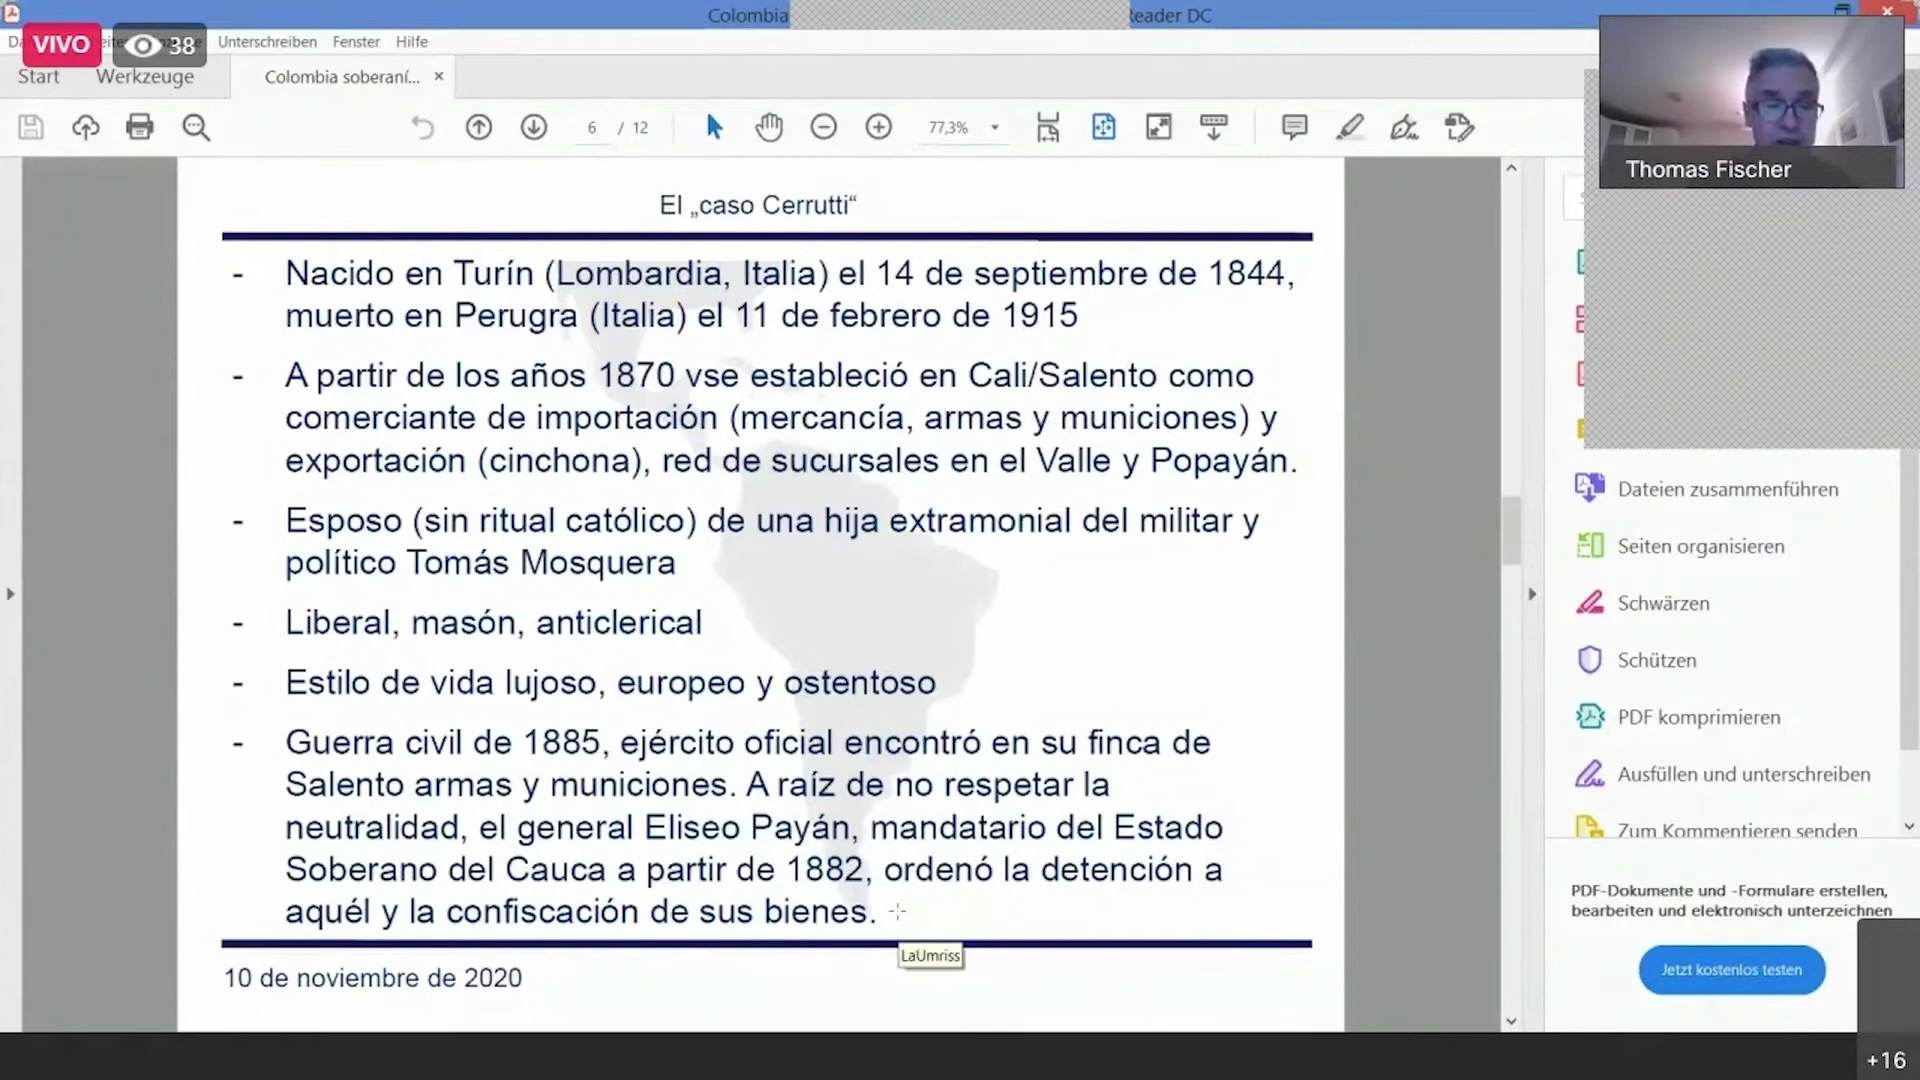 Colombia
Reader DC
VIVO
38
Unterschreiben
Fenster
Hilfe
Start
Werkzeuge
Colombia soberaní...
6 / 12
77,3%
Thomas Fischer
El „caso Cerrutti“
- Nacido en Turín (Lombardia, Italia) el 14 de septiembre de 1844,
muerto en Perugra (Italia) el 11 de febrero de 1915
- A partir de los años 1870 vse estableció en Cali/Salento como
comerciante de importación (mercancía, armas y municiones) y
exportación (cinchona), red de sucursales en el Valle y Popayán.
- Esposo (sin ritual católico) de una hija extramonial del militar y
político Tomás Mosquera
- Liberal, masón, anticlerical
- Estilo de vida lujoso, europeo y ostentoso
- Guerra civil de 1885, ejército oficial encontró en su finca de
Salento armas y municiones. A raíz de no respetar la
neutralidad, el general Eliseo Payán, mandatario del Estado
Soberano del Cauca a partir de 1882, ordenó la detención a
aquél y la confiscación de sus bienes.
LaUmriss
10 de noviembre de 2020
Dateien zusammenführen
Seiten organisieren
Schwärzen
Schützen
PDF komprimieren
Ausfüllen und unterschreiben
Zum Kommentieren senden
PDF-Dokumente und -Formulare erstellen,
bearbeiten und elektronisch unterzeichnen
Jetzt kostenlos testen
+16